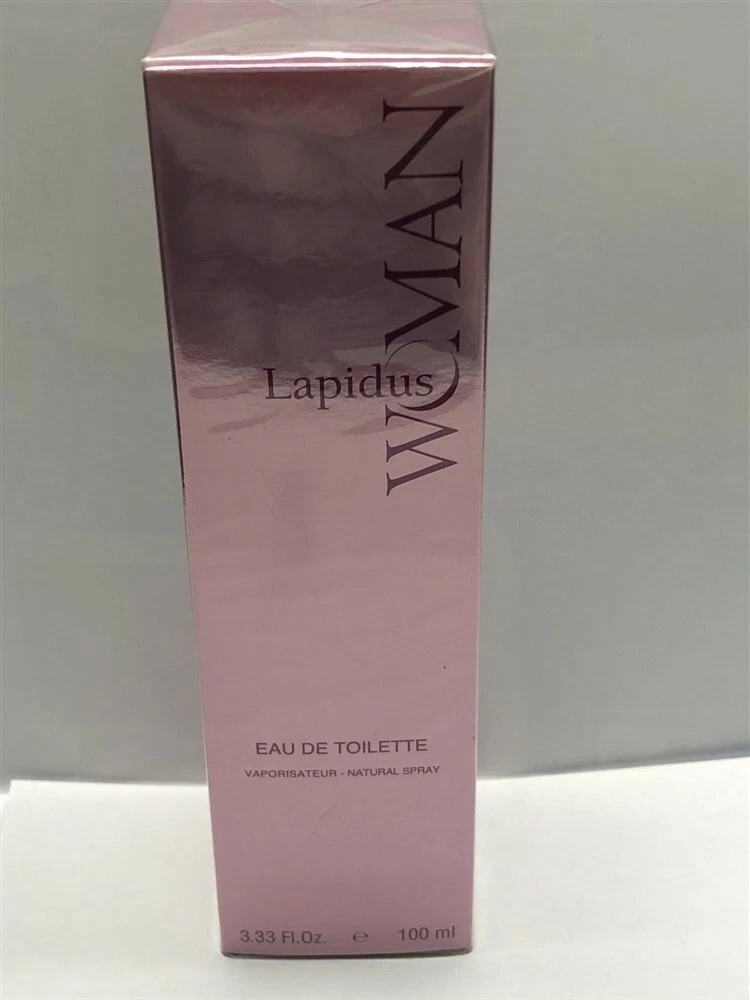 WOMAN
Lapidus
EAU DE TOILETTE
VAPORISATEUR - NATURAL SPRAY
3.33 Fl.Oz. ℮ 100 ml